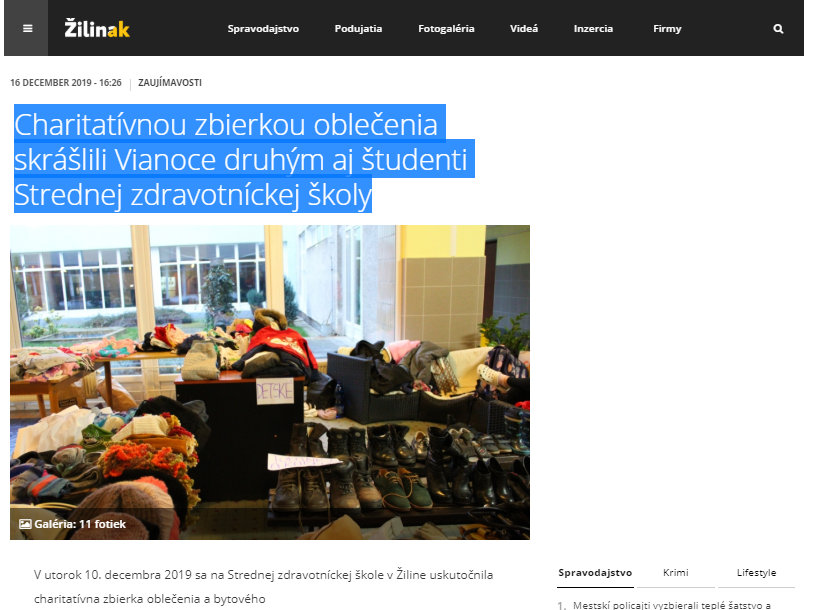 Žilinak
Spravodajstvo
Podujatia
Fotogaléria
Videá
Inzercia
Firmy
16 DECEMBER 2019 - 16:26
ZAUJÍMAVOSTI
Charitatívnou zbierkou oblečenia
skrášlili Vianoce druhým aj študenti
Strednej zdravotníckej školy
DETSKÉ
Galéria: 11 fotiek
V utorok 10. decembra 2019 sa na Strednej zdravotníckej škole v Žiline uskutočnila
charitatívna zbierka oblečenia a bytového
Spravodajstvo
Krimi
Lifestyle
1. Mestskí policajti vyzbierali teplé šatstvo a